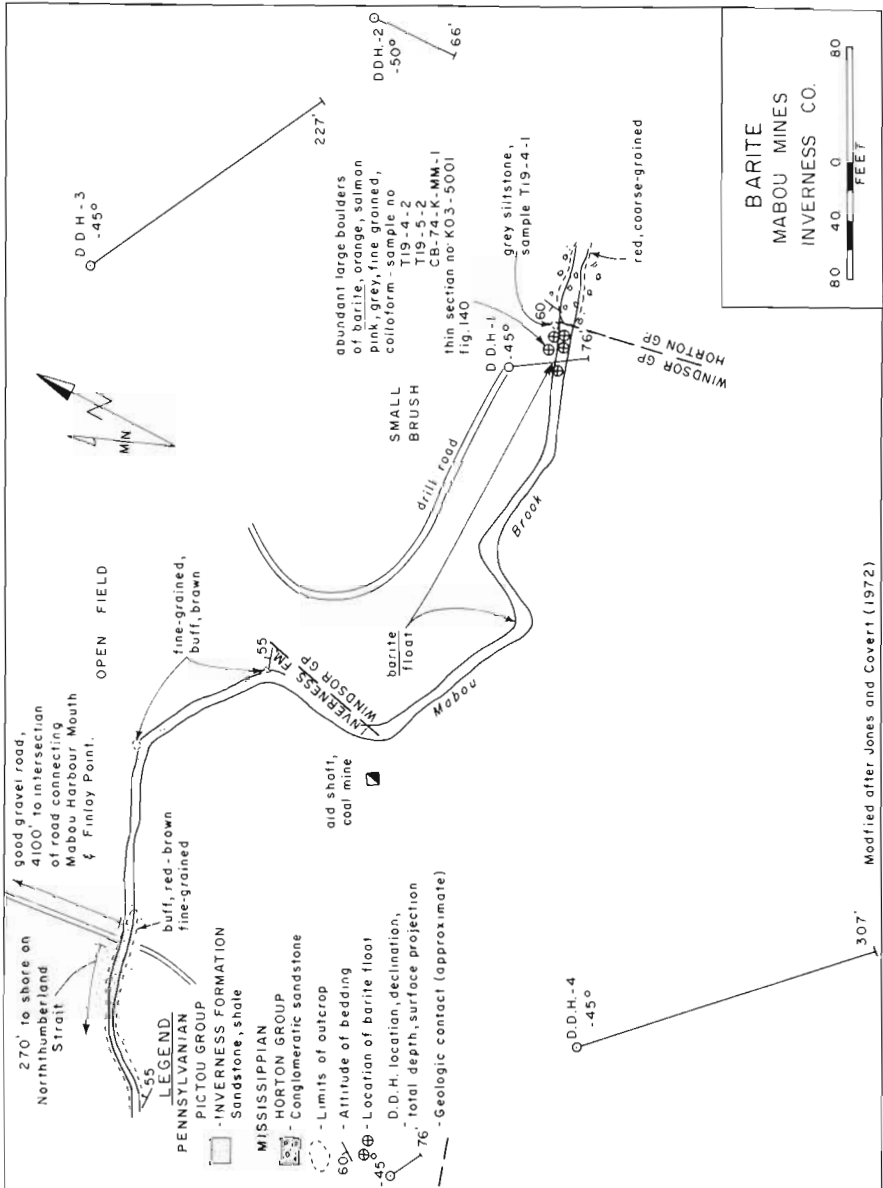 270' to shore on
Norththumberland
Strait
good gravel road,
4100' to intersection
of road connecting
Mabou Harbour Mouth
& Finlay Point.
OPEN FIELD
fine-grained,
buff, brown
buff, red-brown
fine-grained
55
55
INVERNESS FM.
WINDSOR GP
old shaft,
coal mine
barite
float
Mabou
Brook
drill road
SMALL
BRUSH
MIN
N
D D H-3
-45°
227'
D D H.-2
-50°
66'
abundant large boulders
of barite, orange, salmon
pink, grey, fine grained,
colloform - sample no
T19-4-2
T19-5-2
CB-74-K-MM-1
thin section no· K03-5001
fig. 140
D D H-1
-45°
76'
60
grey siltstone,
sample T19-4-1
red, coarse-grained
WINDSOR GP
HORTON GP.
LEGEND
PENNSYLVANIAN
PICTOU GROUP
-INVERNESS FORMATION
Sandstone, shale
MISSISSIPPIAN
HORTON GROUP
- Conglomeratic sandstone
- Limits of outcrop
60 - Attitude of bedding
- Location of barite float
-45° D.D.H. location, declination,
76' - total depth, surface projection
- Geologic contact (approximate)
D.D.H.-4
-45°
307'
Modified after Jones and Covert (1972)
BARITE
MABOU MINES
INVERNESS CO.
80 40 0 80
FEET